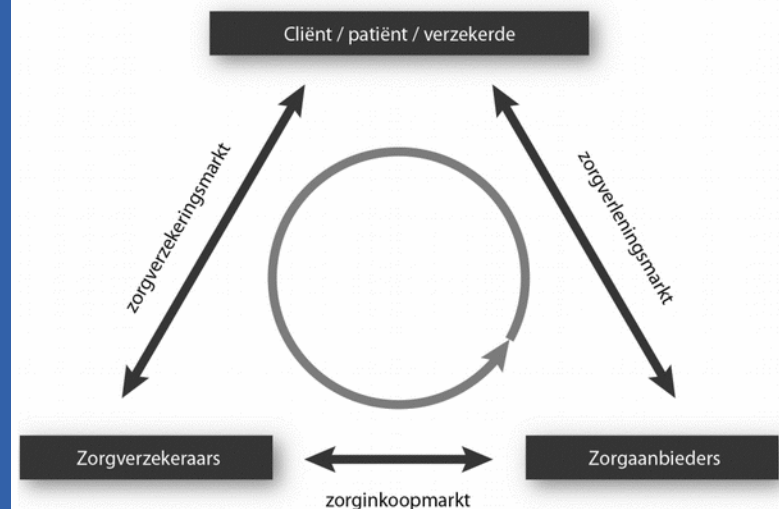 Cliënt / patiënt / verzekerde
zorgverzekeringsmarkt
zorgverleningsmarkt
Zorgverzekeraars
Zorgaanbieders
zorginkoopmarkt